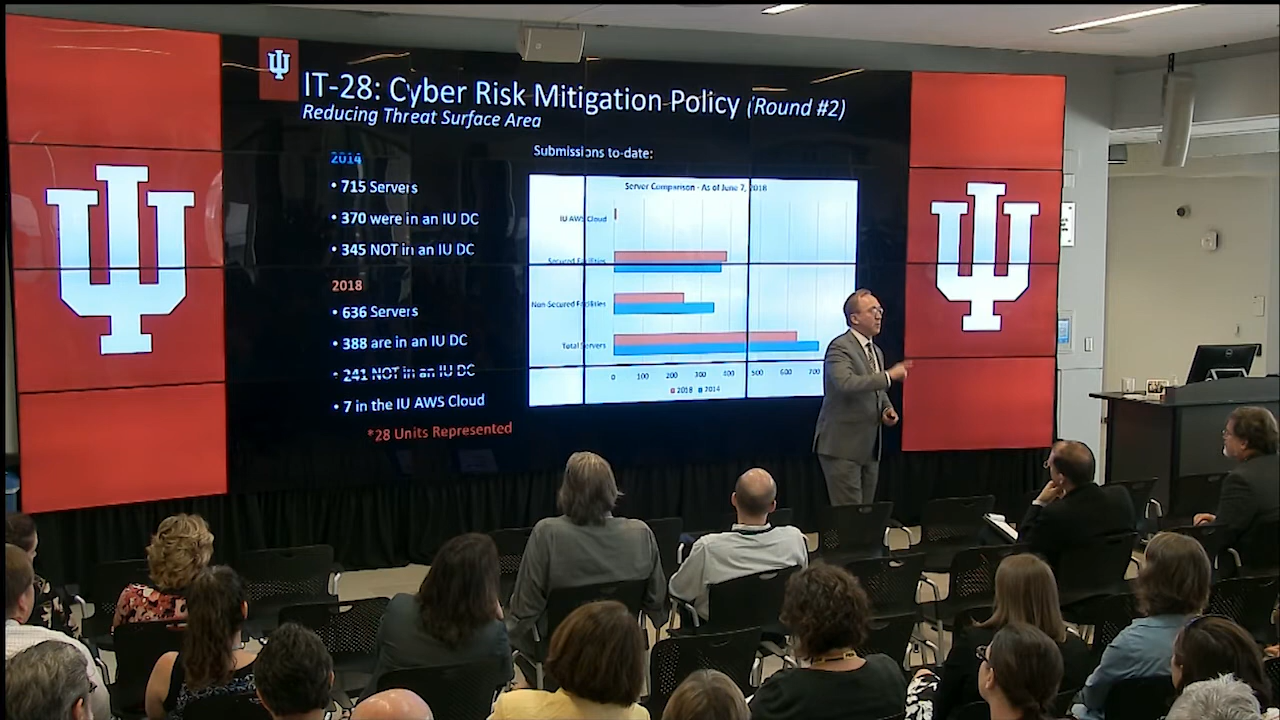 IT-28: Cyber Risk Mitigation Policy (Round #2)
Reducing Threat Surface Area
2014
• 715 Servers
• 370 were in an IU DC
• 345 NOT in an IU DC
2018
• 636 Servers
• 388 are in an IU DC
• 241 NOT in an IU DC
• 7 in the IU AWS Cloud
*28 Units Represented
Submissions to-date:
Server Comparison - As of June 7, 2018
IU AWS Cloud
Secured Facilities
Non-Secured Facilities
Total Servers
0 100 200 300 400 500 600 700
2018 2014